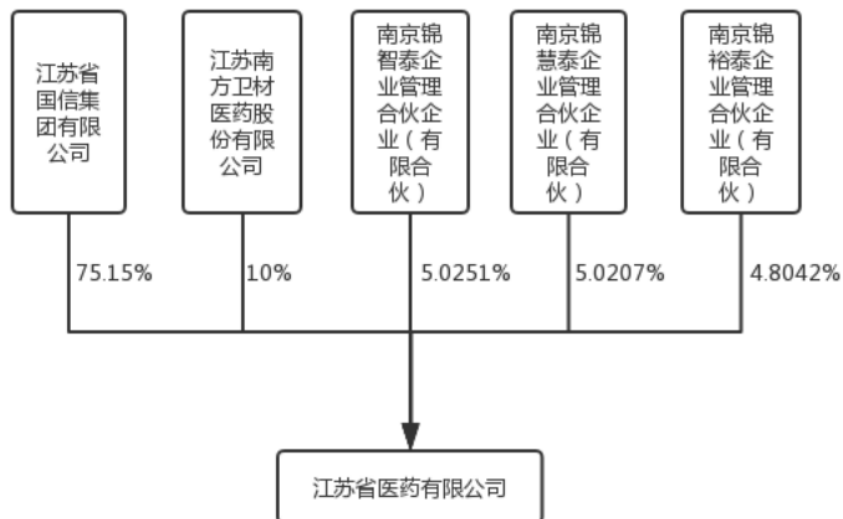 江苏省
国信集
团有限
公司
江苏南
方卫材
医药股
份有限
公司
南京锦
智泰企
业管理
合伙企
业（有
限合
伙）
南京锦
慧泰企
业管理
合伙企
业（有
限合
伙）
南京锦
裕泰企
业管理
合伙企
业（有
限合
伙）
75.15%
10%
5.0251%
5.0207%
4.8042%
江苏省医药有限公司